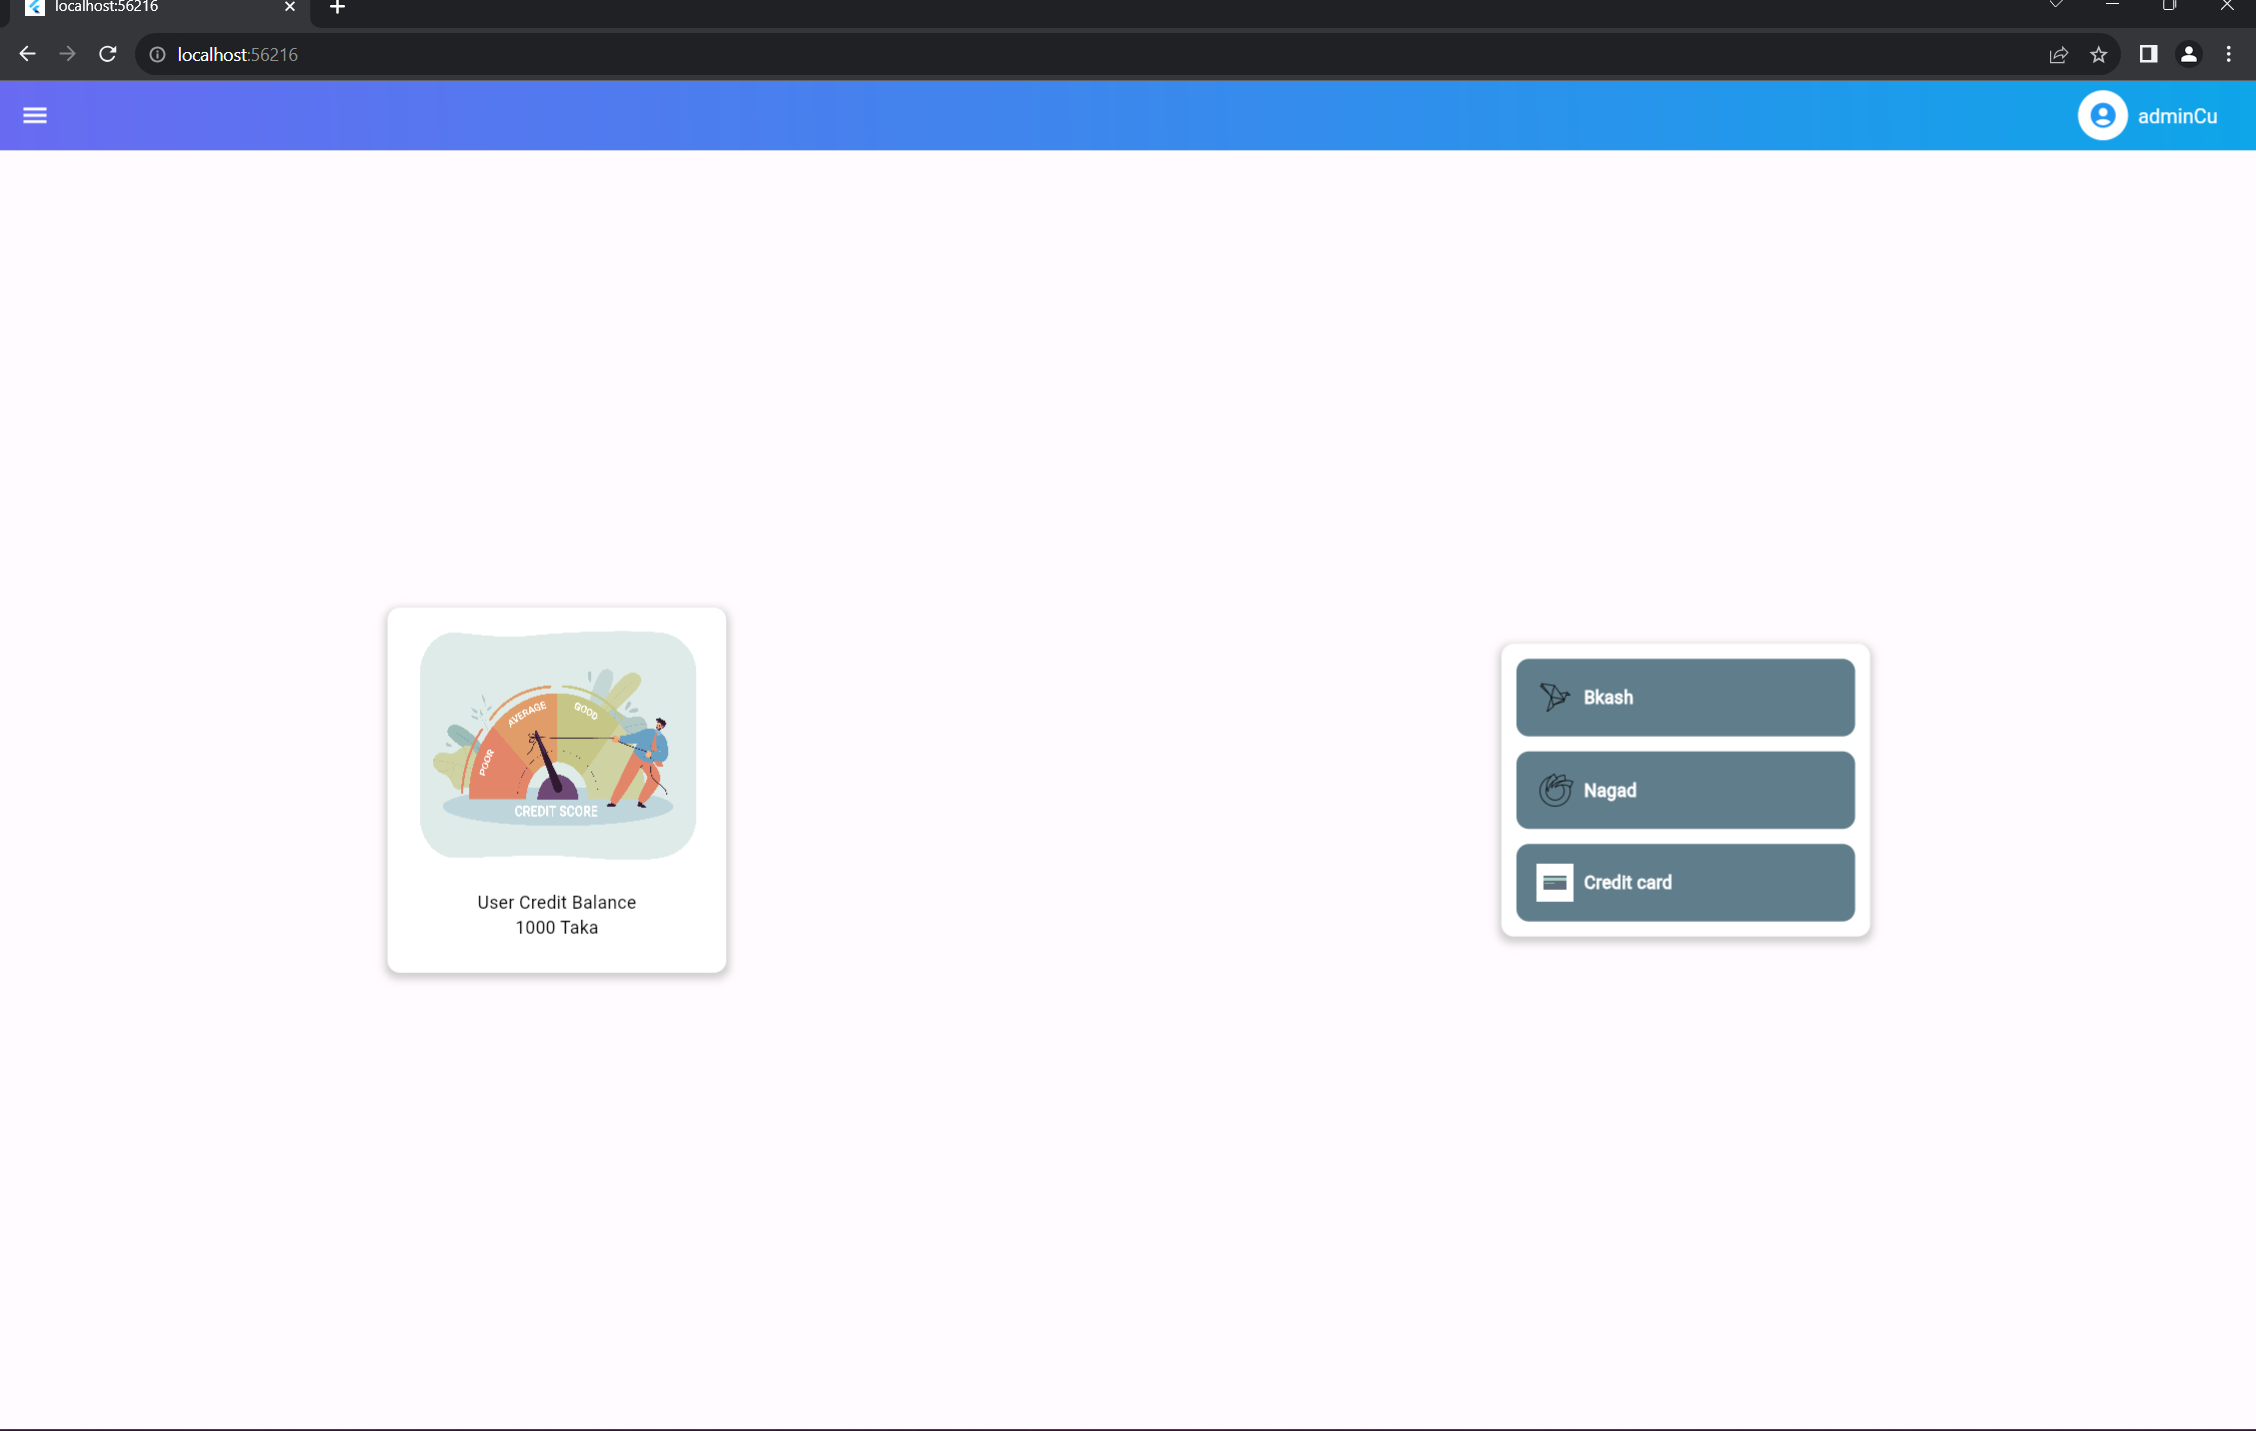 localhost:56216
localhost:56216
adminCu
POOR
AVERAGE
GOOD
CREDIT SCORE
User Credit Balance
1000 Taka
Bkash
Nagad
Credit card